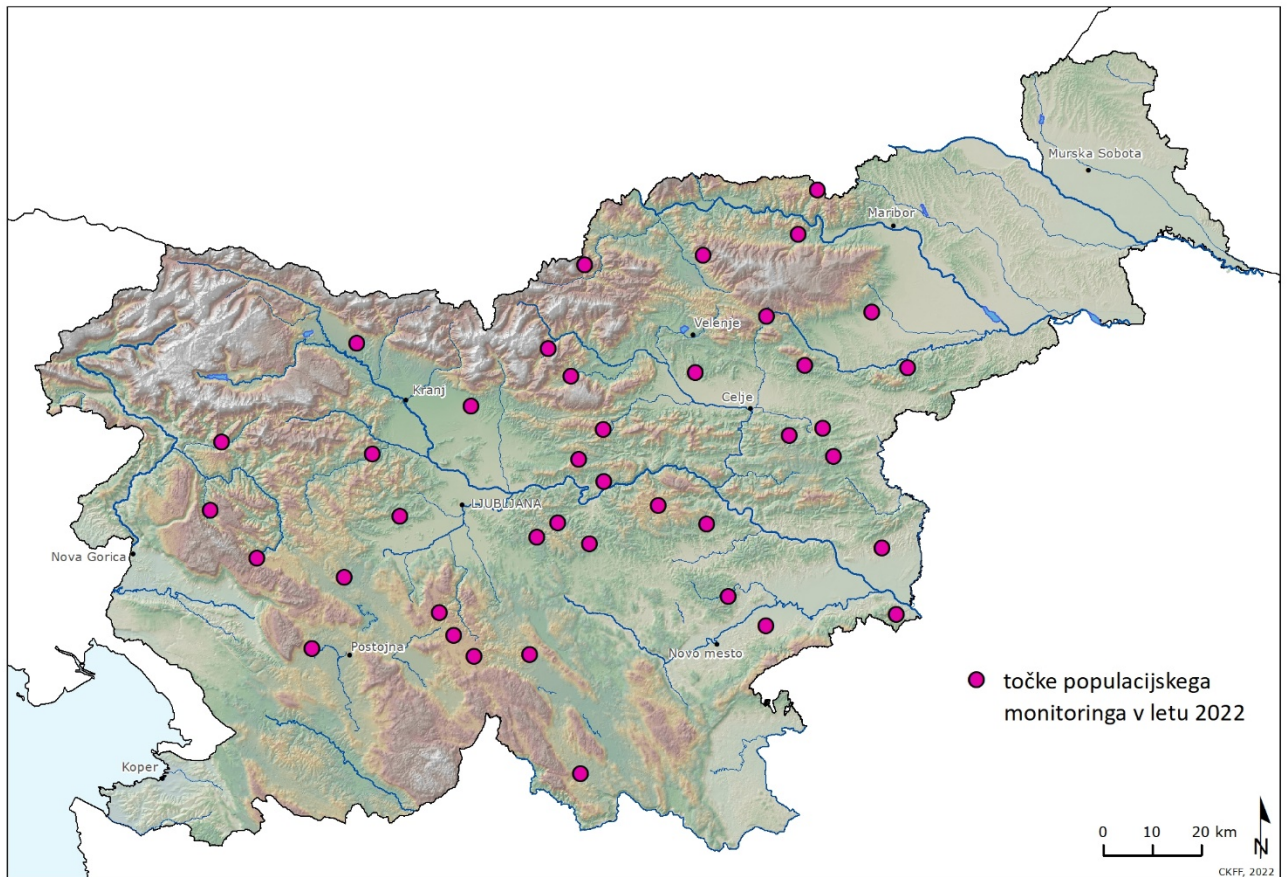 Murska Sobota
Maribor
Velenje
Kranj
Celje
LJUBLJANA
Nova Gorica
Novo mesto
Postojna
točke populacijskega
monitoringa v letu 2022
Koper
0 10 20 km
N
CKFF, 2022